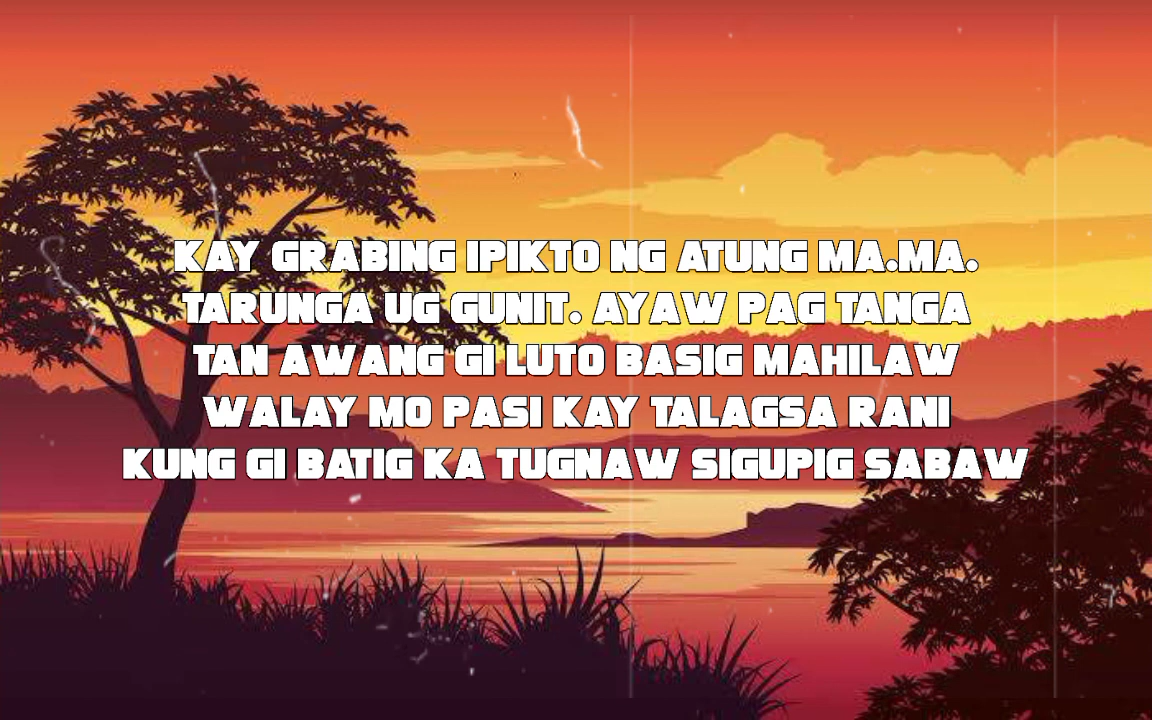 KAY GRABING IPIKTO NG ATUNG MA.MA.
TARUNGA UG GUNIT. AYAW PAG TANGA
TAN AWANG GI LUTO BASIG MAHILAW
WALAY MO PASI KAY TALAGSA RANI
KUNG GI BATIG KA TUGNAW SIGUPIG SABAW